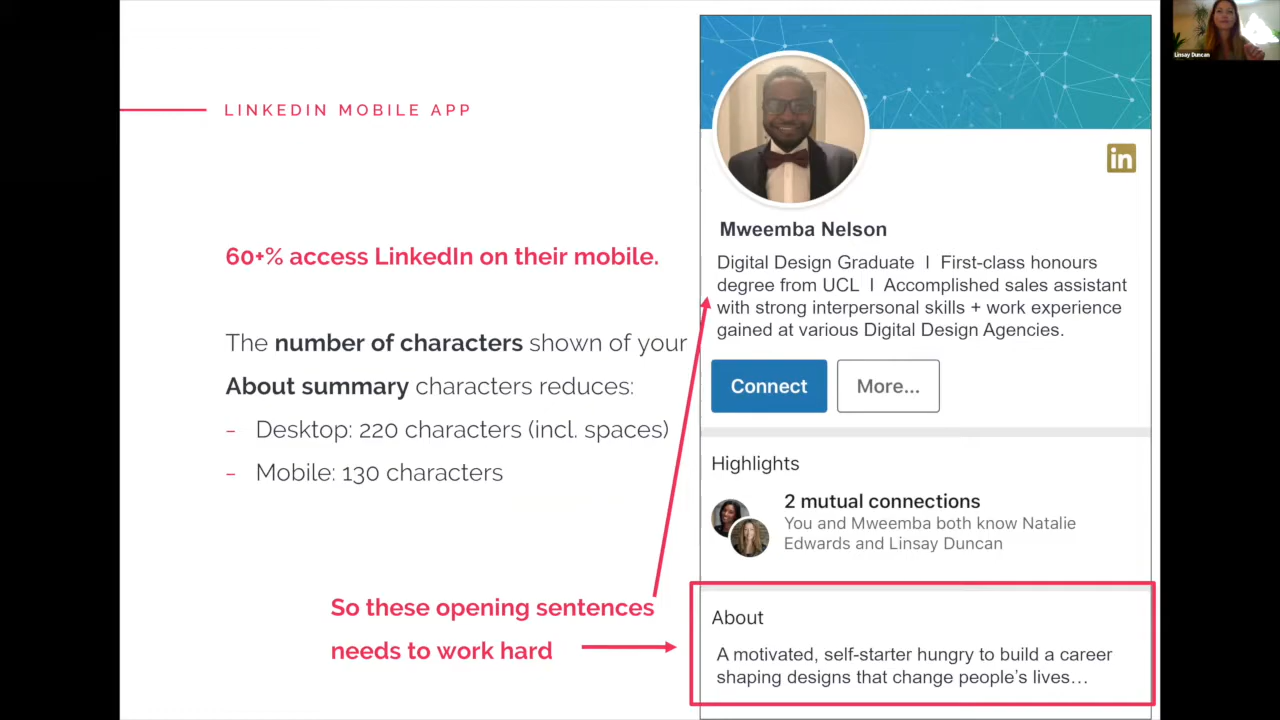 LINKEDIN MOBILE APP
60+% access LinkedIn on their mobile.
The number of characters shown of your
About summary characters reduces:
– Desktop: 220 characters (incl. spaces)
– Mobile: 130 characters
So these opening sentences
needs to work hard
in
Mweemba Nelson
Digital Design Graduate I First-class honours
degree from UCL I Accomplished sales assistant
with strong interpersonal skills + work experience
gained at various Digital Design Agencies.
Connect
More...
Highlights
2 mutual connections
You and Mweemba both know Natalie
Edwards and Linsay Duncan
About
A motivated, self-starter hungry to build a career
shaping designs that change people's lives…
Linsay Duncan